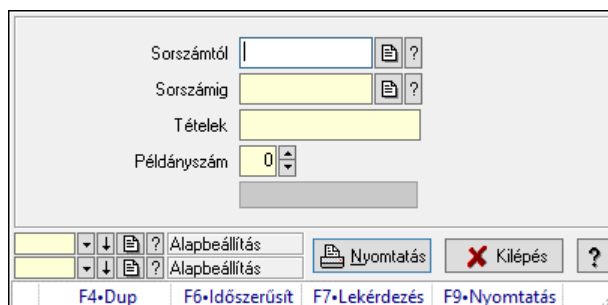 Sorszámtól ?
Sorszámig ?
Tételek
Példányszám 0
? Alapbeállítás
? Alapbeállítás
Nyomtatás Kilépés ?
F4•Dup F6•Időszerűsít F7•Lekérdezés F9•Nyomtatás